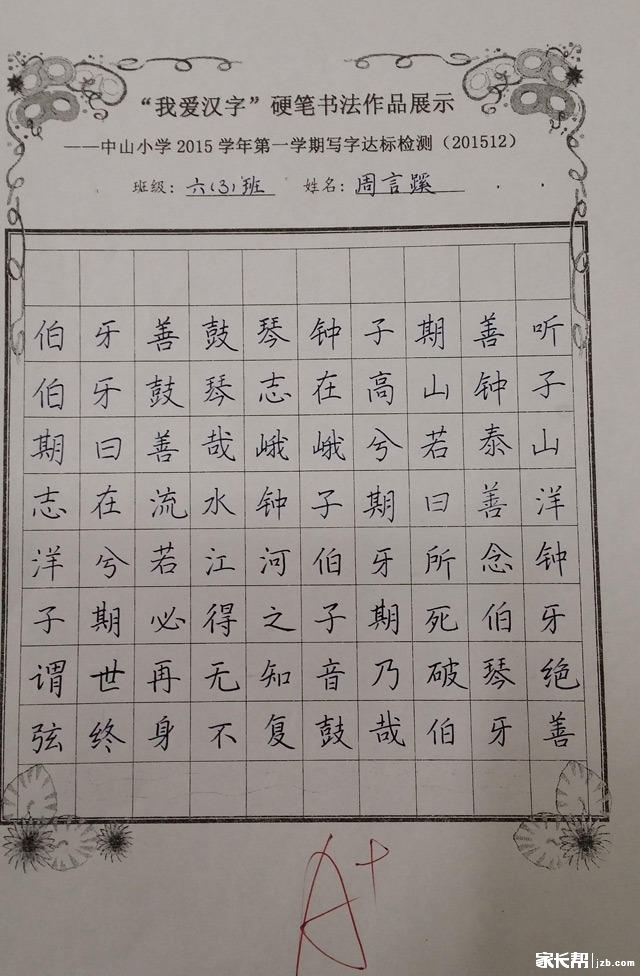 “我爱汉字”硬笔书法作品展示
——中山小学2015学年第一学期写字达标检测（201512）
班级：六(3)班 姓名：周言蹊
伯牙善鼓琴钟子期善听
伯牙鼓琴志在高山钟子
期曰善哉峨峨兮若泰山
志在流水钟子期曰善洋
洋兮若江河伯牙所念钟
子期必得之子期死伯牙
谓世再无知音乃破琴绝
弦终身不复鼓哉伯牙善
A+
家长帮 jzb.com